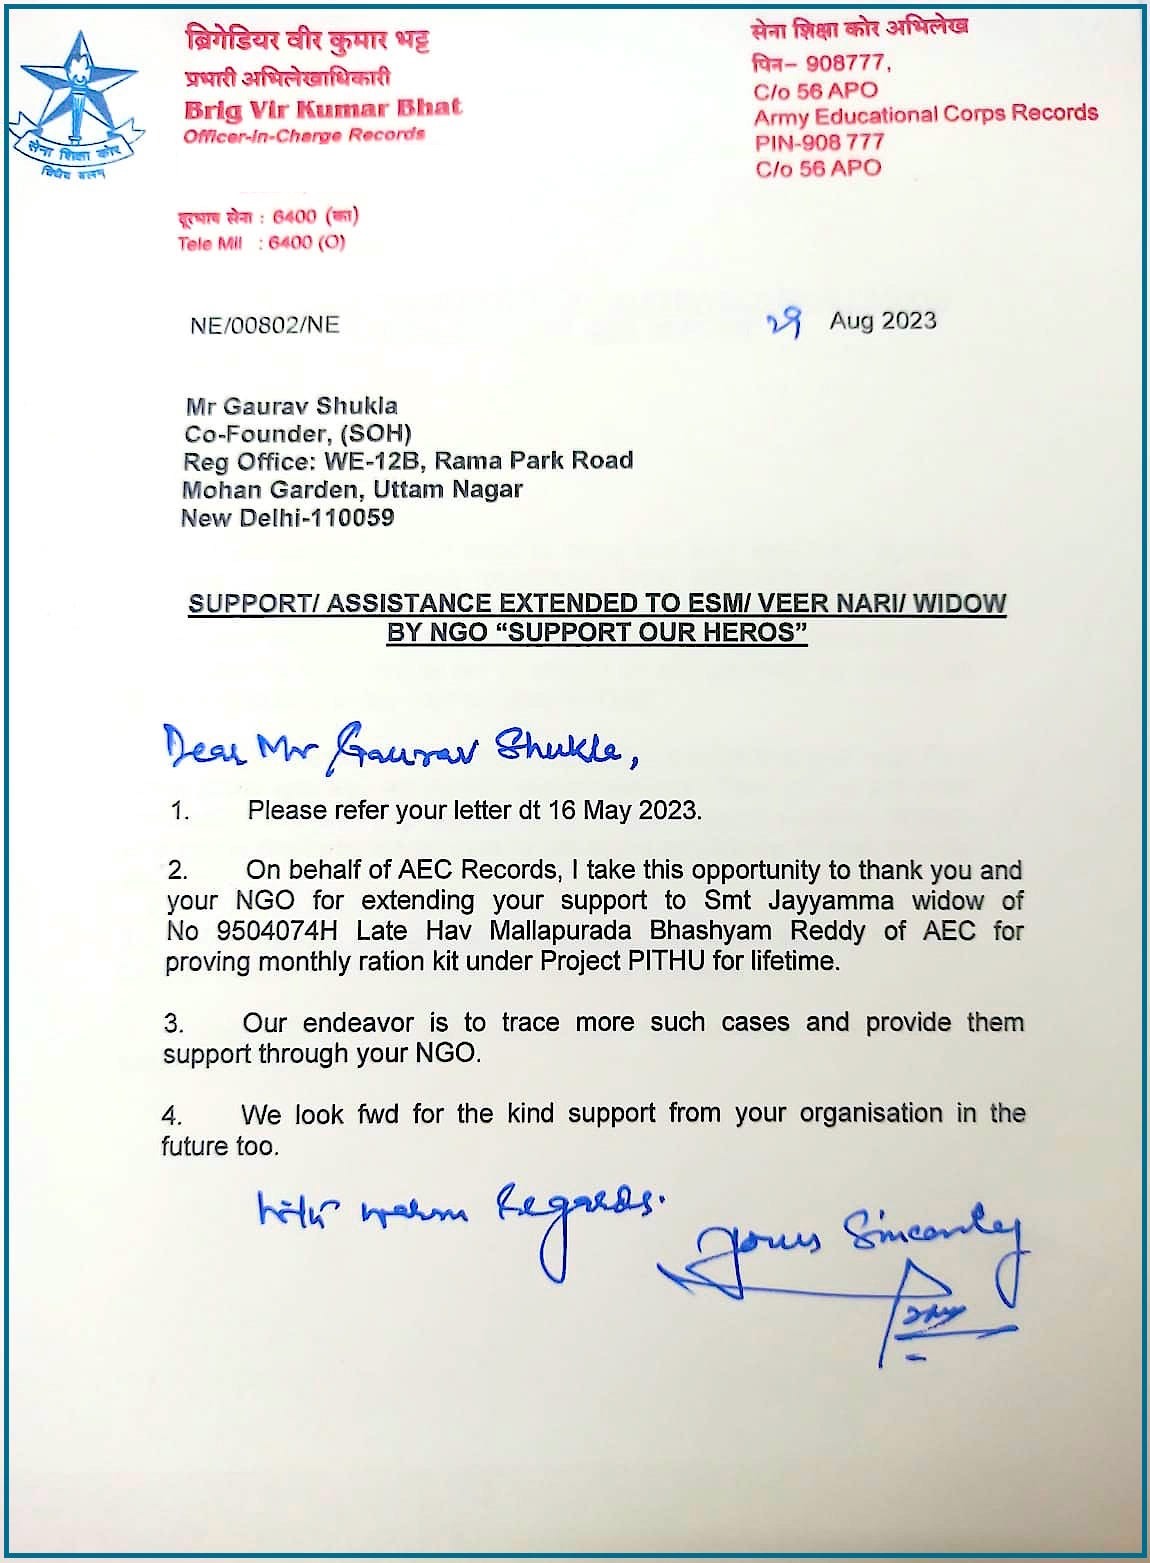 ब्रिगेडियर वीर कुमार भट्ट
प्रभारी अभिलेखाधिकारी
Brig Vir Kumar Bhat
Officer-In-Charge Records
सेना शिक्षा कोर अभिलेख
पिन– 908777,
C/o 56 APO
Army Educational Corps Records
PIN-908 777
C/o 56 APO
सेना शिक्षा कोर
दूरभाष सेना : 6400 (का)
Tele Mil : 6400 (O)
NE/00802/NE
29 Aug 2023
Mr Gaurav Shukla
Co-Founder, (SOH)
Reg Office: WE-12B, Rama Park Road
Mohan Garden, Uttam Nagar
New Delhi-110059
SUPPORT/ ASSISTANCE EXTENDED TO ESM/ VEER NARI/ WIDOW
BY NGO “SUPPORT OUR HEROS”
Dear Mr Gaurav Shukla,
1. Please refer your letter dt 16 May 2023.
2. On behalf of AEC Records, I take this opportunity to thank you and
your NGO for extending your support to Smt Jayyamma widow of
No 9504074H Late Hav Mallapurada Bhashyam Reddy of AEC for
proving monthly ration kit under Project PITHU for lifetime.
3. Our endeavor is to trace more such cases and provide them
support through your NGO.
4. We look fwd for the kind support from your organisation in the
future too.
With warm Regards.
Yours Sincerely